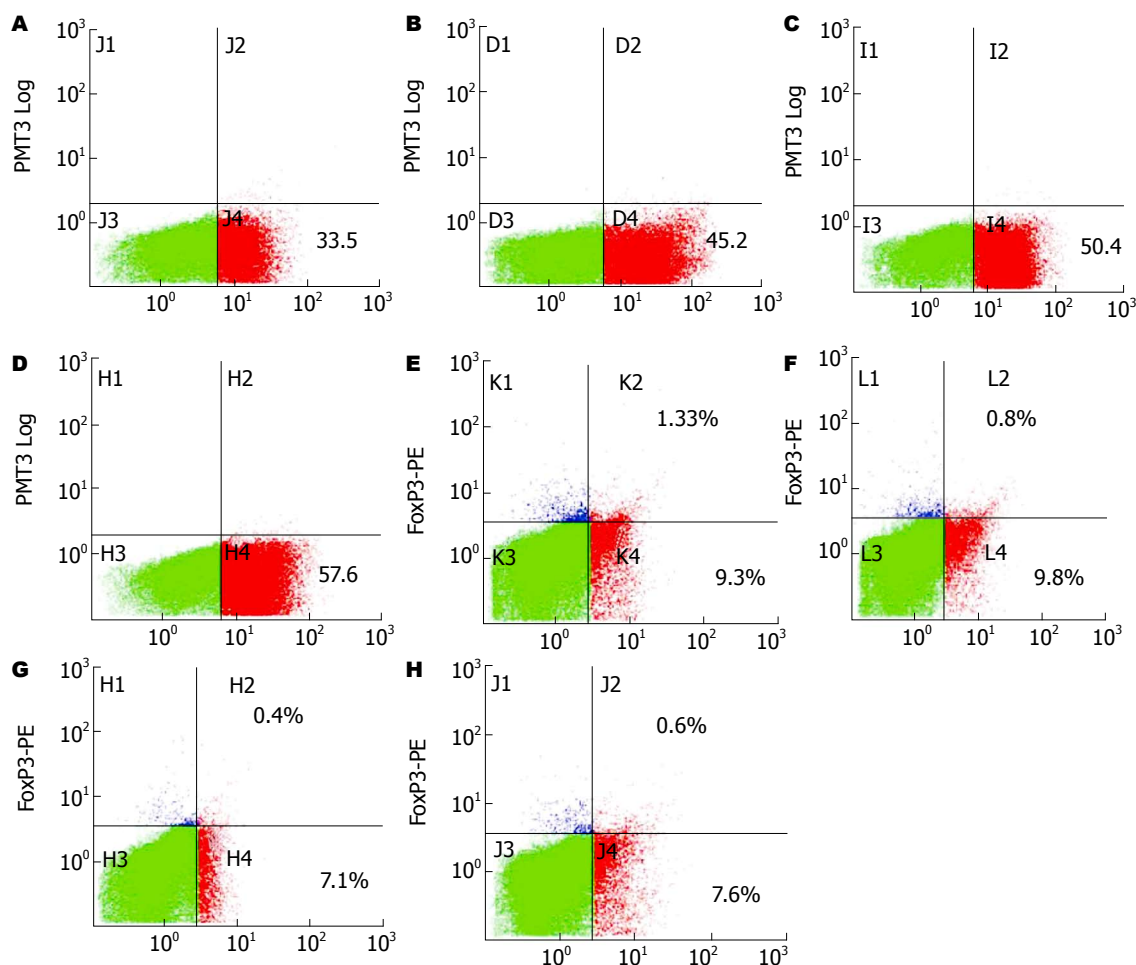 A
J1
J2
10³
10²
10¹
10⁰
PMT3 Log
J3
J4
33.5
10⁰ 10¹ 10² 10³
B
D1
D2
10³
10²
10¹
10⁰
PMT3 Log
D3
D4
45.2
10⁰ 10¹ 10² 10³
C
I1
I2
10³
10²
10¹
10⁰
PMT3 Log
I3
I4
50.4
10⁰ 10¹ 10² 10³
D
H1
H2
10³
10²
10¹
10⁰
PMT3 Log
H3
H4
57.6
10⁰ 10¹ 10² 10³
E
K1
K2
1.33%
10³
10²
10¹
10⁰
FoxP3-PE
K3
K4
9.3%
10⁰ 10¹ 10² 10³
F
L1
L2
0.8%
10³
10²
10¹
10⁰
FoxP3-PE
L3
L4
9.8%
10⁰ 10¹ 10² 10³
G
H1
H2
0.4%
10³
10²
10¹
10⁰
FoxP3-PE
H3
H4
7.1%
10⁰ 10¹ 10² 10³
H
J1
J2
0.6%
10³
10²
10¹
10⁰
FoxP3-PE
J3
J4
7.6%
10⁰ 10¹ 10² 10³